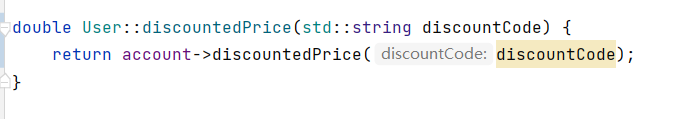 double User::discountedPrice(std::string discountCode) {
    return account->discountedPrice( discountCode: discountCode);
}